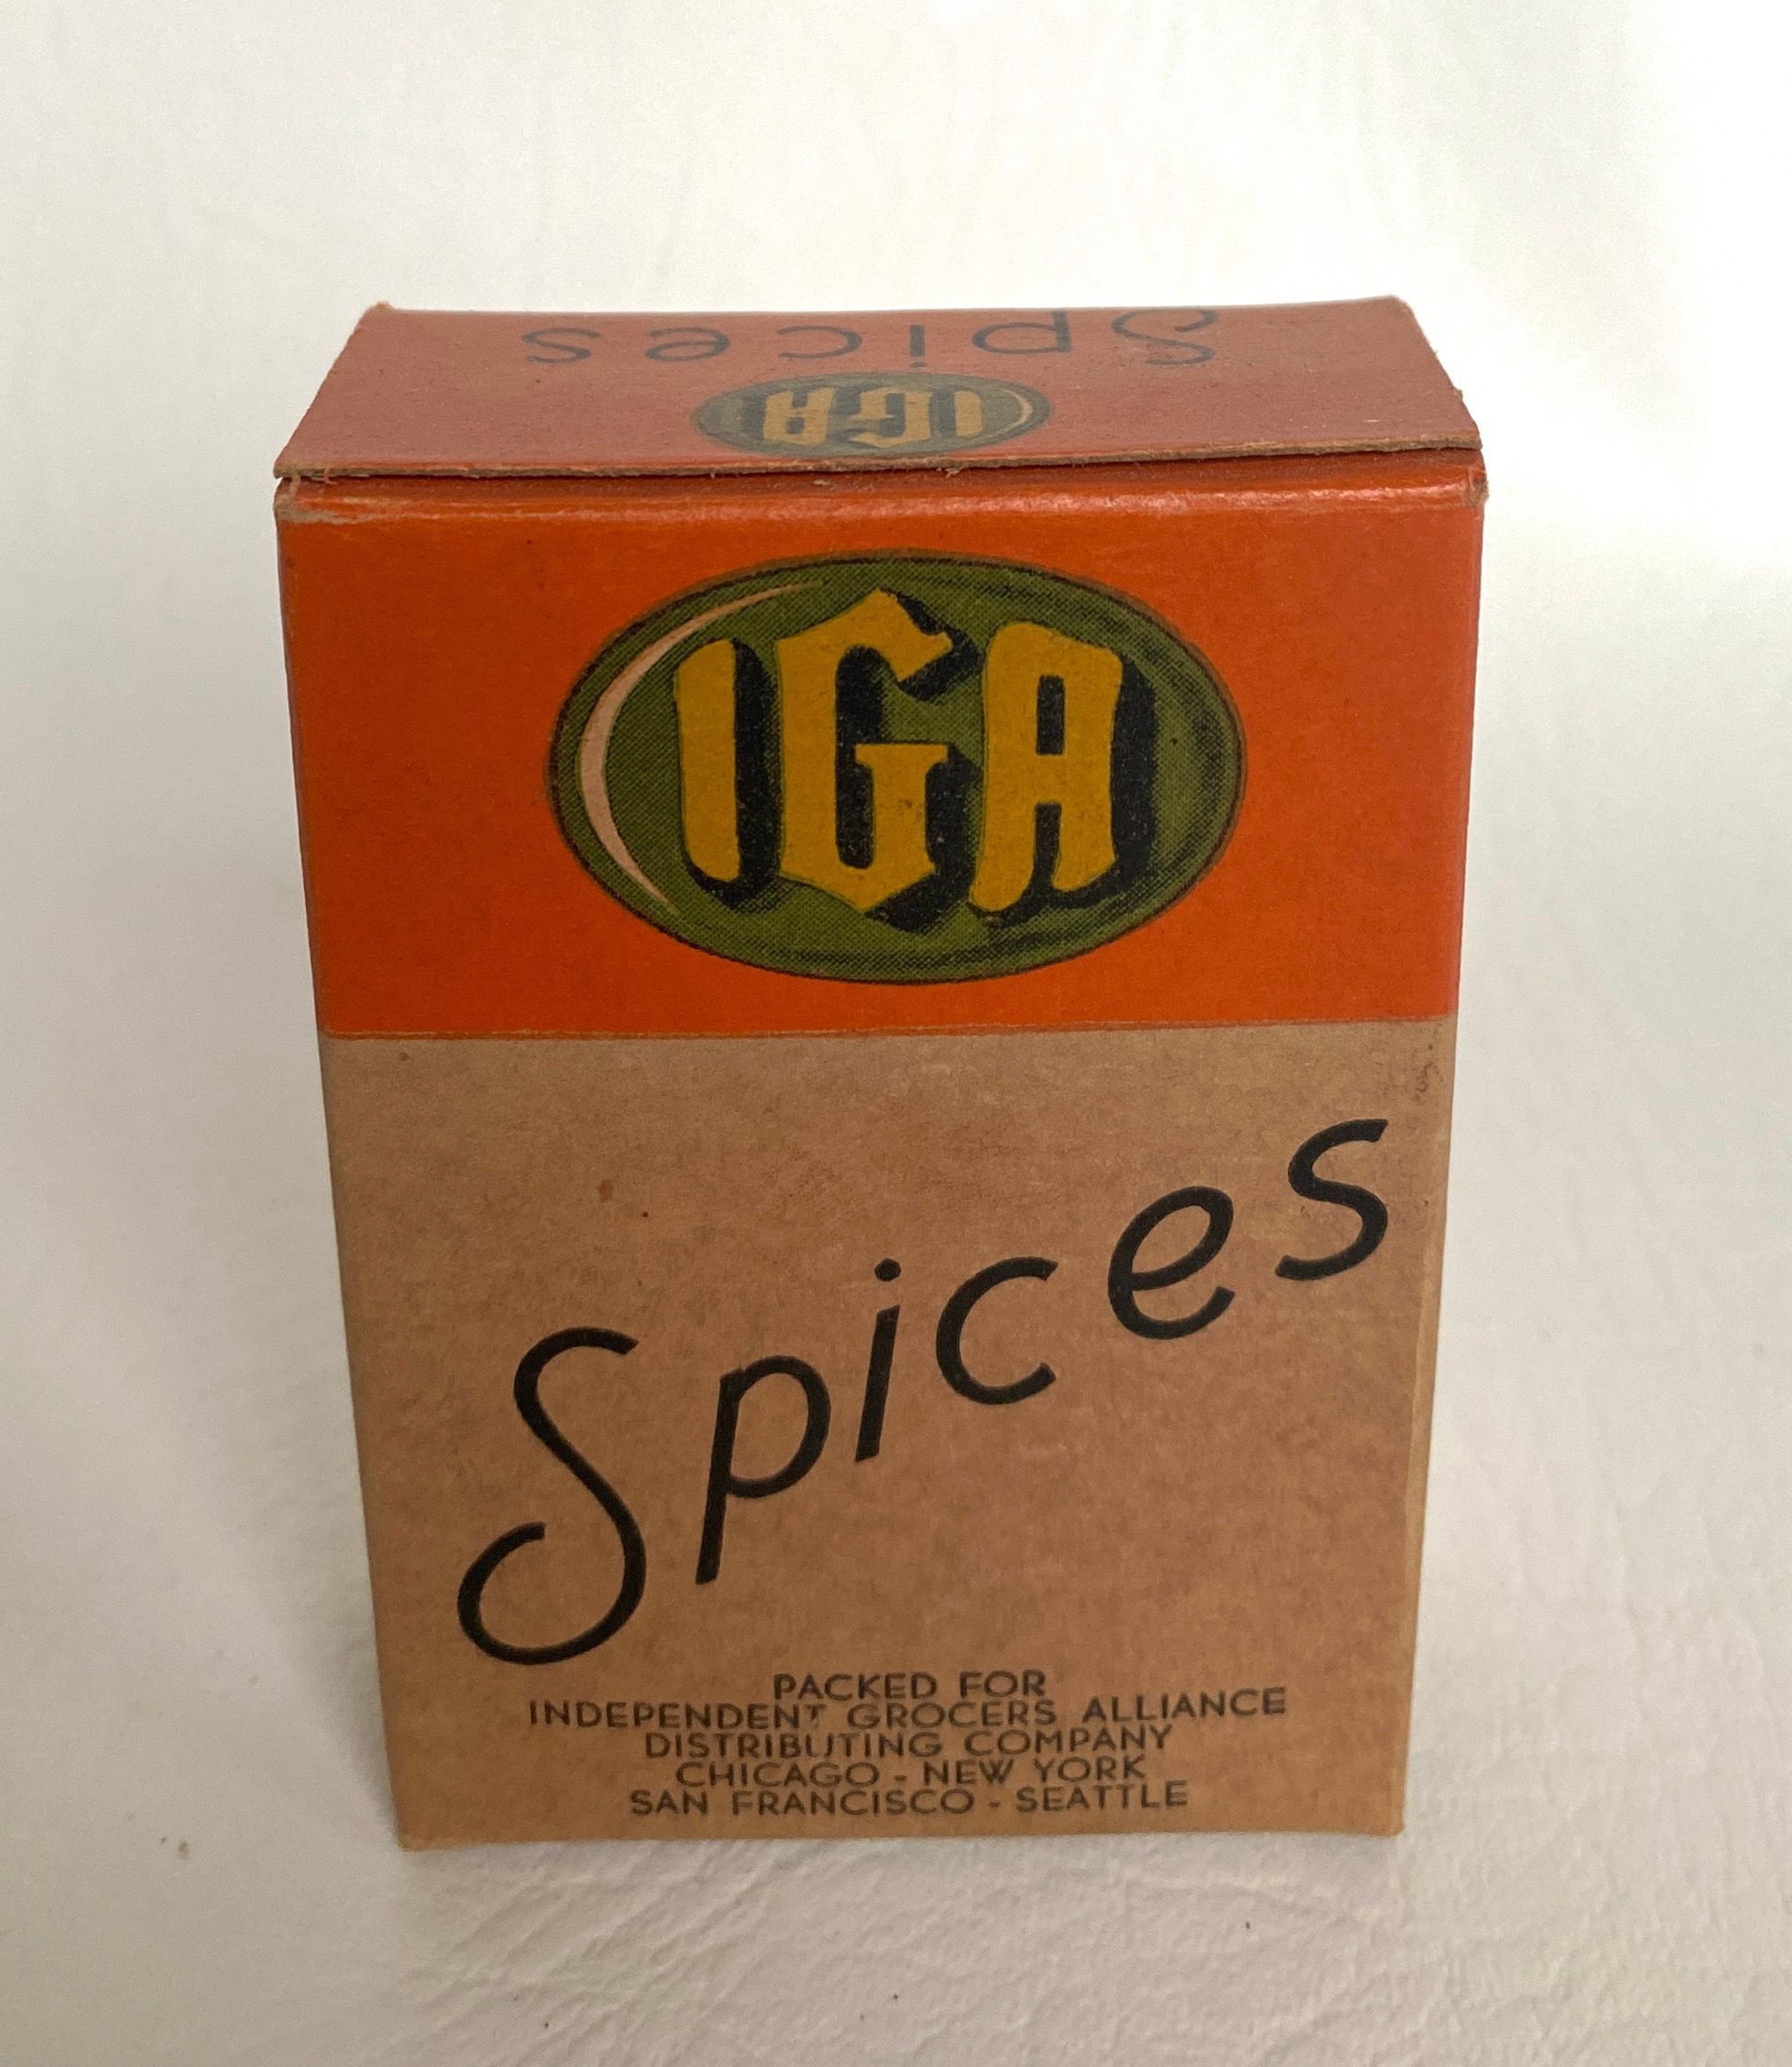 Spices
IGA
IGA
Spices
PACKED FOR
INDEPENDENT GROCERS ALLIANCE
DISTRIBUTING COMPANY
CHICAGO - NEW YORK
SAN FRANCISCO - SEATTLE